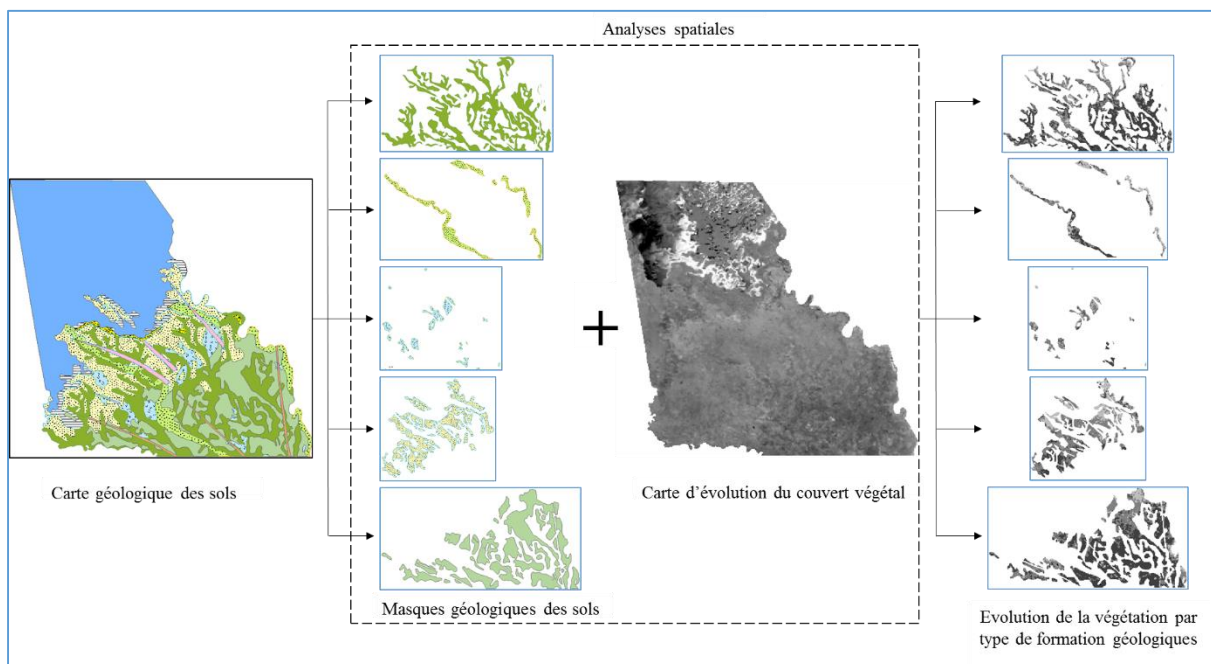 Analyses spatiales
Carte géologique des sols
Carte d'évolution du couvert végétal
Masques géologiques des sols
Evolution de la végétation par
type de formation géologiques